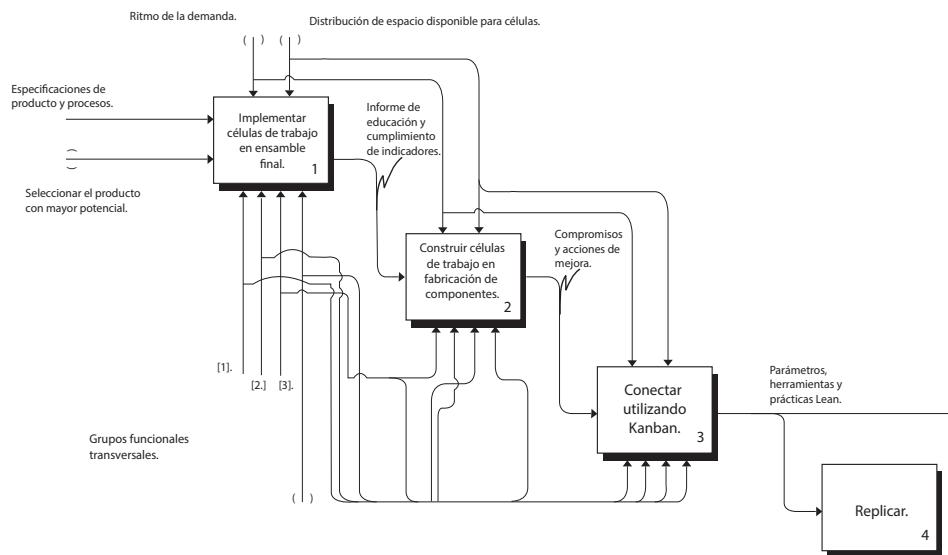 Ritmo de la demanda.
Distribución de espacio disponible para células.
( ) ( )
Especificaciones de
producto y procesos.
( )
Seleccionar el producto
con mayor potencial.
Implementar
células de trabajo
en ensamble
final.
1
Informe de
educación y
cumplimiento
de indicadores.
Construir células
de trabajo en
fabricación de
componentes.
2
Compromisos
y acciones de
mejora.
[1].
[2.]
[3].
Grupos funcionales
transversales.
( )
Conectar
utilizando
Kanban.
3
Parámetros,
herramientas y
prácticas Lean.
Replicar.
4